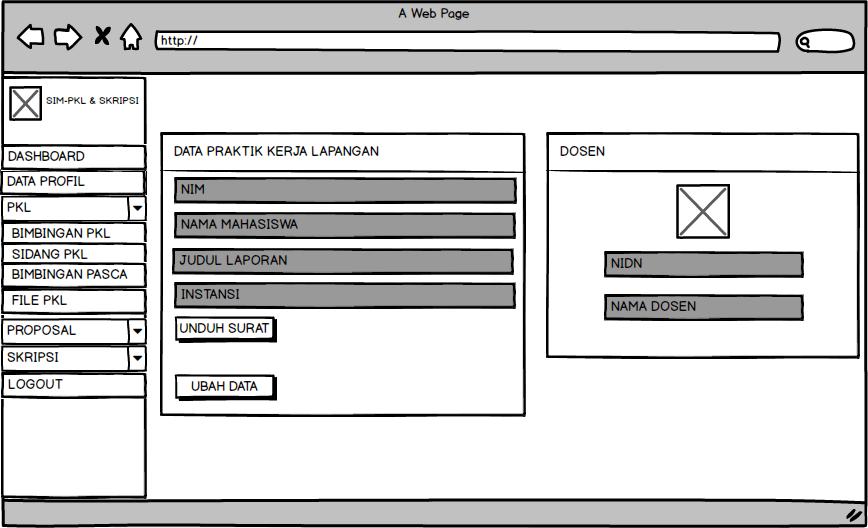 A Web Page
http://
SIM-PKL & SKRIPSI
DASHBOARD
DATA PROFIL
PKL
BIMBINGAN PKL
SIDANG PKL
BIMBINGAN PASCA
FILE PKL
PROPOSAL
SKRIPSI
LOGOUT
DATA PRAKTIK KERJA LAPANGAN
NIM
NAMA MAHASISWA
JUDUL LAPORAN
INSTANSI
UNDUH SURAT
UBAH DATA
DOSEN
NIDN
NAMA DOSEN